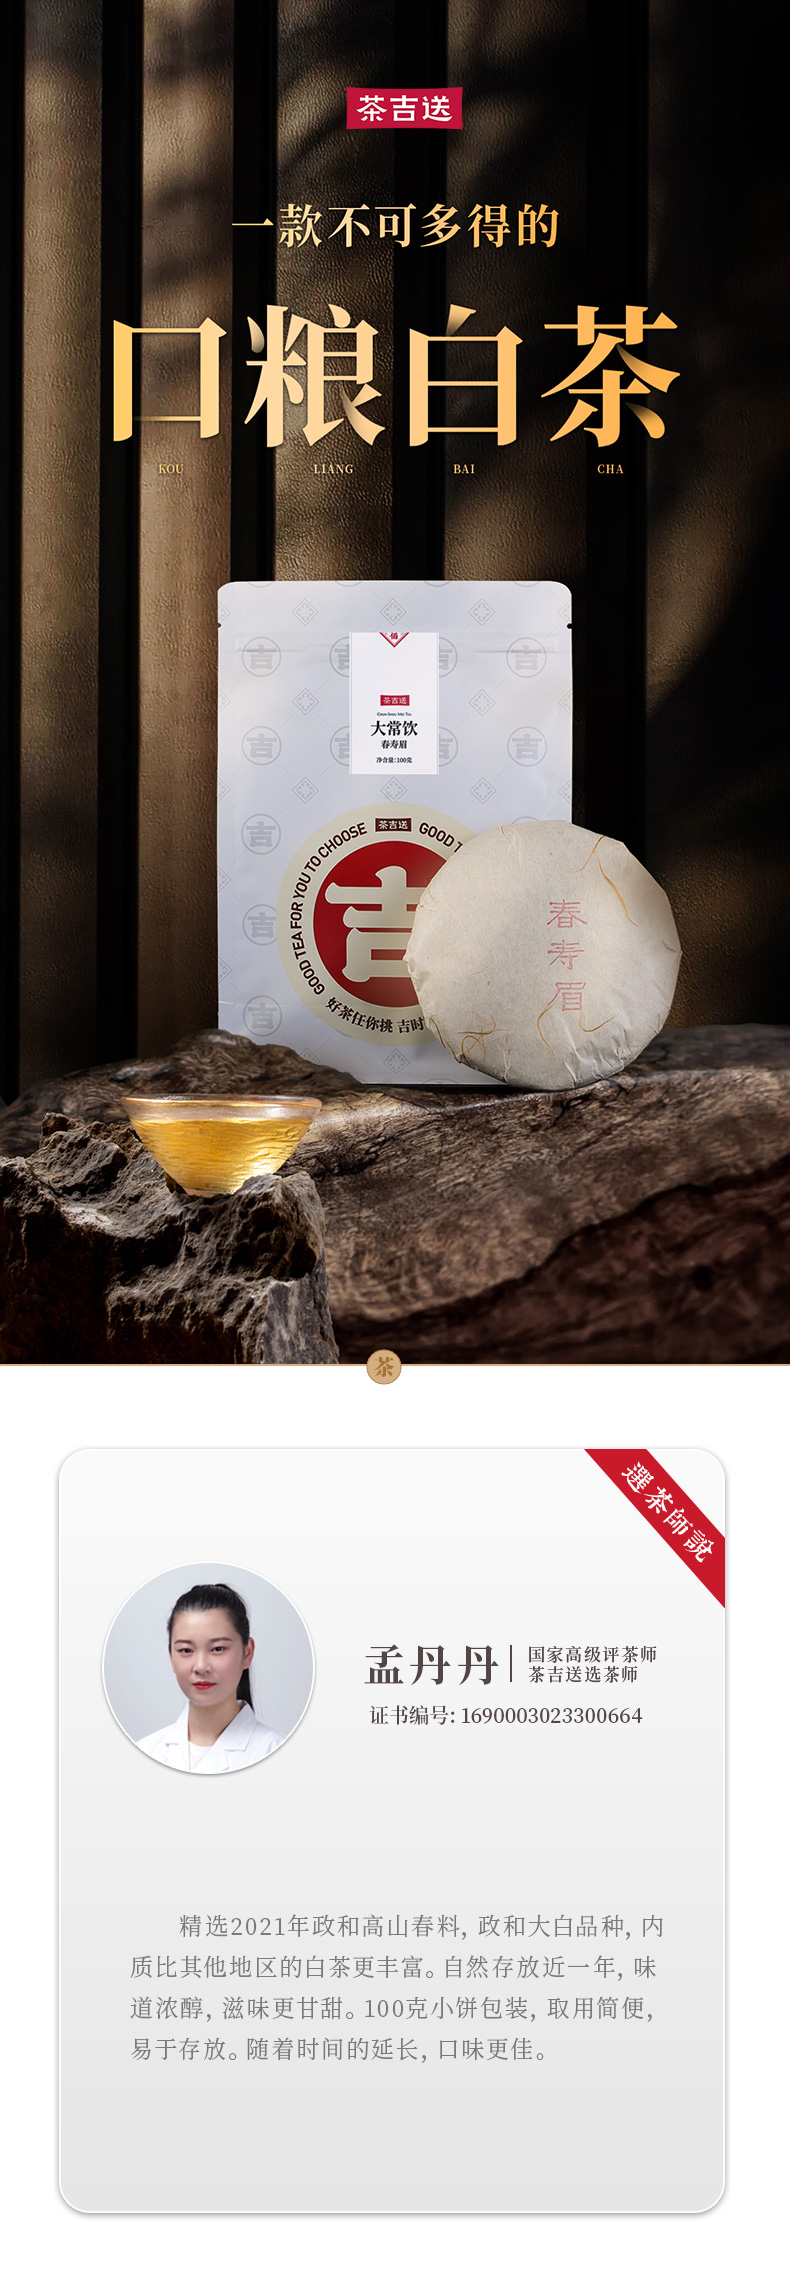 茶吉送
一款不可多得的
口粮白茶
KOU LIANG BAI CHA
茶吉送
CHUN SHOU MEI TEA
大常饮
春寿眉
净含量:100克
吉
GOOD TEA FOR YOU TO CHOOSE 茶吉送 GOOD T
吉
好茶任你挑 吉时
春寿眉
茶
選茶師説
孟丹丹
国家高级评茶师
茶吉送选茶师
证书编号: 1690003023300664
精选2021年政和高山春料, 政和大白品种, 内
质比其他地区的白茶更丰富。自然存放近一年, 味
道浓醇, 滋味更甘甜。100克小饼包装, 取用简便,
易于存放。随着时间的延长, 口味更佳。